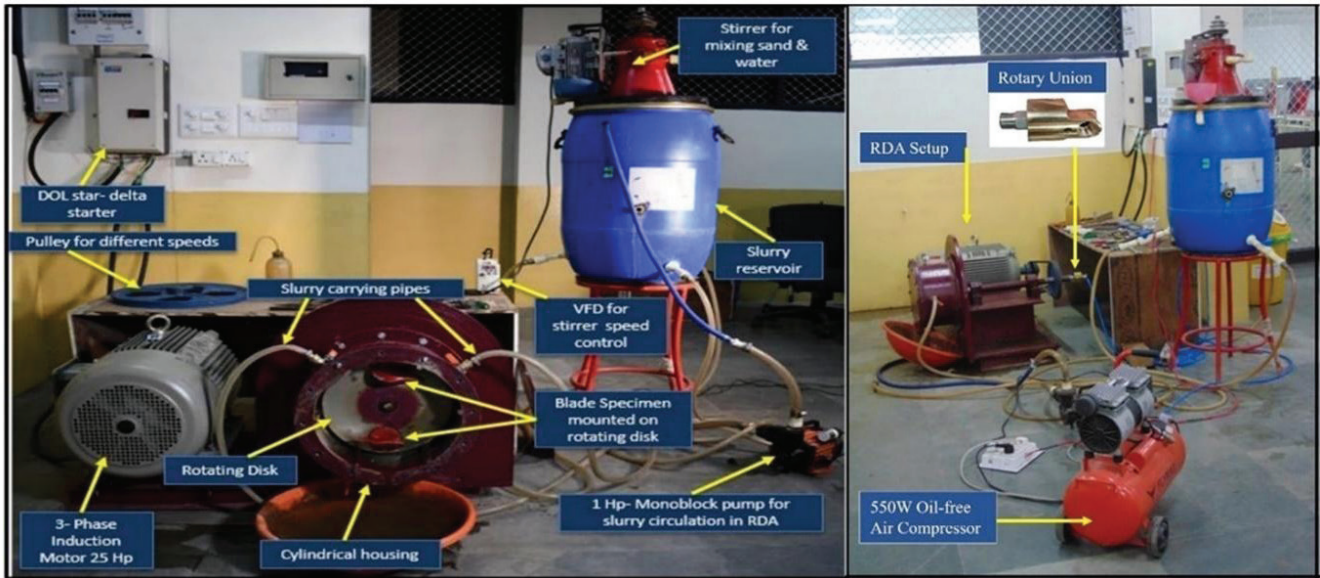 Stirrer for
mixing sand &
water
DOL star- delta
starter
Pulley for different speeds
Slurry carrying pipes
VFD for
stirrer speed
control
Slurry
reservoir
Blade Specimen
mounted on
rotating disk
Rotating Disk
3- Phase
Induction
Motor 25 Hp
Cylindrical housing
1 Hp- Monoblock pump for
slurry circulation in RDA
Rotary Union
RDA Setup
550W Oil-free
Air Compressor